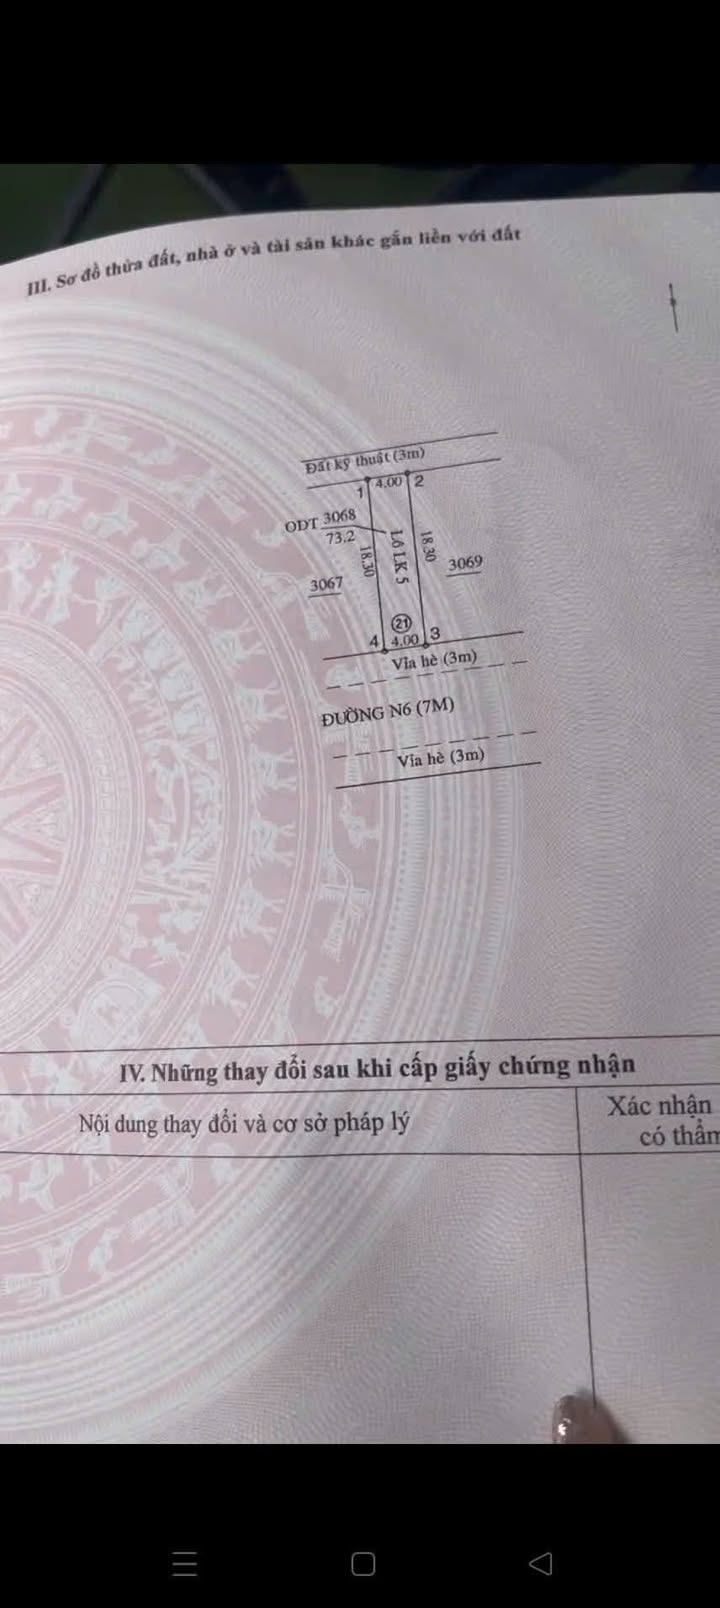 III. Sơ đồ thửa đất, nhà ở và tài sản khác gắn liền với đất
Đất kỹ thuật (3m)
1 4.00 2
ODT 3068
73.2
18.30
Lô LK 5
18.30
3067
3069
21
4 4.00 3
Vỉa hè (3m)
ĐƯỜNG N6 (7M)
Vỉa hè (3m)
IV. Những thay đổi sau khi cấp giấy chứng nhận
Nội dung thay đổi và cơ sở pháp lý
Xác nhận
có thẩm